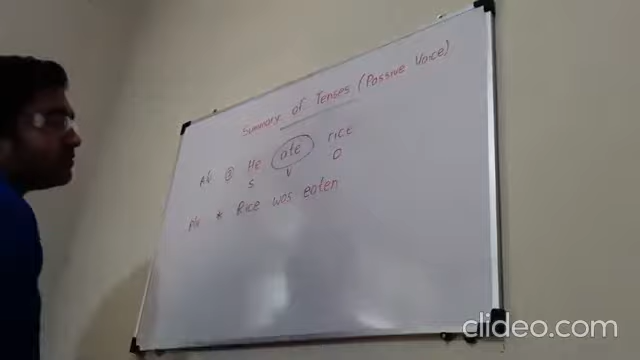 Summary of Tenses (Passive Voice)
A.V He ate rice
S V O
P.V * Rice was eaten
clideo.com